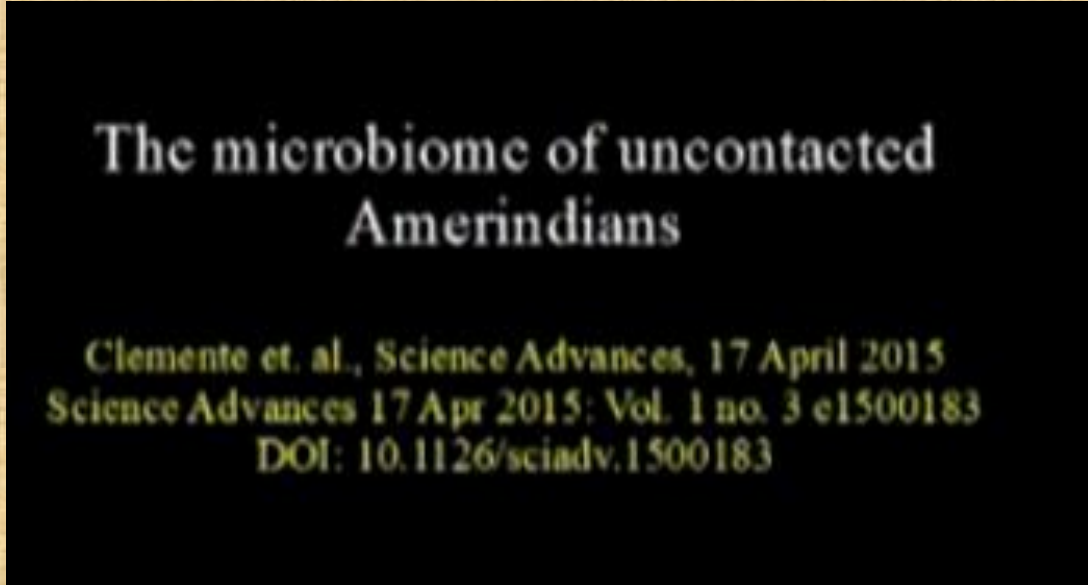 The microbiome of uncontacted
Amerindians
Clemente et. al., Science Advances, 17 April 2015
Science Advances 17 Apr 2015: Vol. 1 no. 3 e1500183
DOI: 10.1126/sciadv.1500183